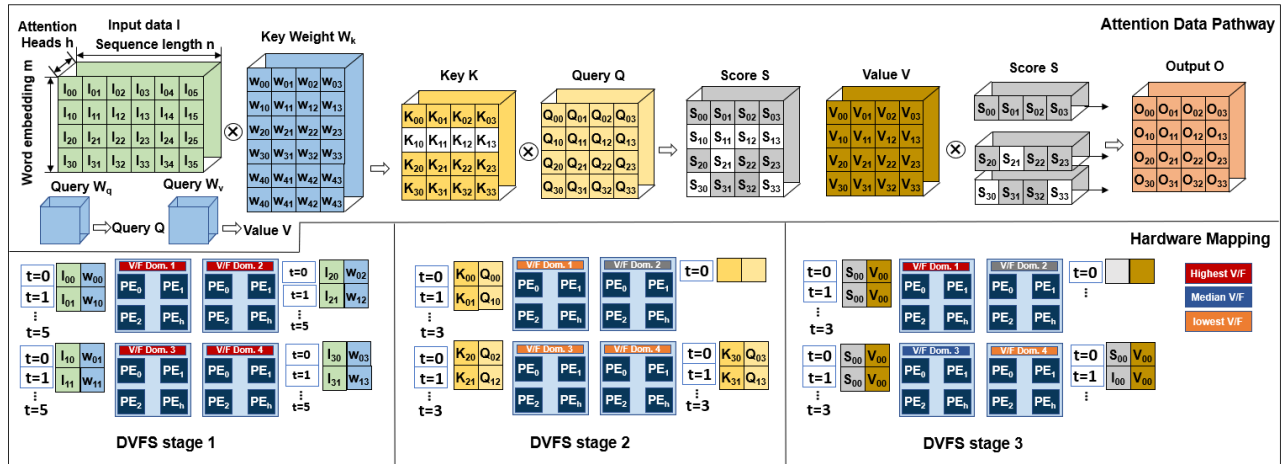 Attention Data Pathway
Attention Heads h
Input data I
Sequence length n
Word embedding m
I00 I01 I02 I03 I04 I05
I10 I11 I12 I13 I14 I15
I20 I21 I22 I23 I24 I25
I30 I31 I32 I33 I34 I35
Key Weight Wk
W00 W01 W02 W03
W10 W11 W12 W13
W20 W21 W22 W23
W30 W31 W32 W33
W40 W41 W42 W43
W40 W41 W42 W43
Query Wq
Query Q
Query Wv
Value V
Key K
K00 K01 K02 K03
K10 K11 K12 K13
K20 K21 K22 K23
K30 K31 K32 K33
Query Q
Q00 Q01 Q02 Q03
Q10 Q11 Q12 Q13
Q20 Q21 Q22 Q23
Q30 Q31 Q32 Q33
Score S
S00 S01 S02 S03
S10 S11 S12 S13
S20 S21 S22 S23
S30 S31 S32 S33
Value V
V00 V01 V02 V03
V10 V11 V12 V13
V20 V21 V22 V23
V30 V31 V32 V33
Score S
S00 S01 S02 S03
S20 S21 S22 S23
S30 S31 S32 S33
Output O
O00 O01 O02 O03
O10 O11 O12 O13
O20 O21 O22 O23
O30 O31 O32 O33
Hardware Mapping
t=0 I00 W00
t=1 I01 W10
⋮
t=5
V/F Dom. 1
PE0 PE1
PE2 PEh
V/F Dom. 2
PE0 PE1
PE2 PEh
t=0 I20 W02
t=1 I21 W12
⋮
t=5
t=0 I10 W01
t=1 I11 W11
⋮
t=5
V/F Dom. 3
PE0 PE1
PE2 PEh
V/F Dom. 4
PE0 PE1
PE2 PEh
t=0 I30 W03
t=1 I31 W13
⋮
t=5
DVFS stage 1
t=0 K00 Q00
t=1 K01 Q10
⋮
t=3
V/F Dom. 1
PE0 PE1
PE2 PEh
V/F Dom. 2
PE0 PE1
PE2 PEh
t=0
t=0 K20 Q02
t=1 K21 Q12
⋮
t=3
V/F Dom. 3
PE0 PE1
PE2 PEh
V/F Dom. 4
PE0 PE1
PE2 PEh
t=0 K30 Q03
t=1 K31 Q13
⋮
t=3
DVFS stage 2
t=0 S00 V00
t=1 S00 V00
⋮
t=3
V/F Dom. 1
PE0 PE1
PE2 PEh
V/F Dom. 2
PE0 PE1
PE2 PEh
t=0
⋮
t=0 S00 V00
t=1 S00 V00
⋮
t=3
V/F Dom. 3
PE0 PE1
PE2 PEh
V/F Dom. 4
PE0 PE1
PE2 PEh
t=0 S00 V00
t=1 I00 V00
⋮
DVFS stage 3
Highest V/F
Median V/F
lowest V/F